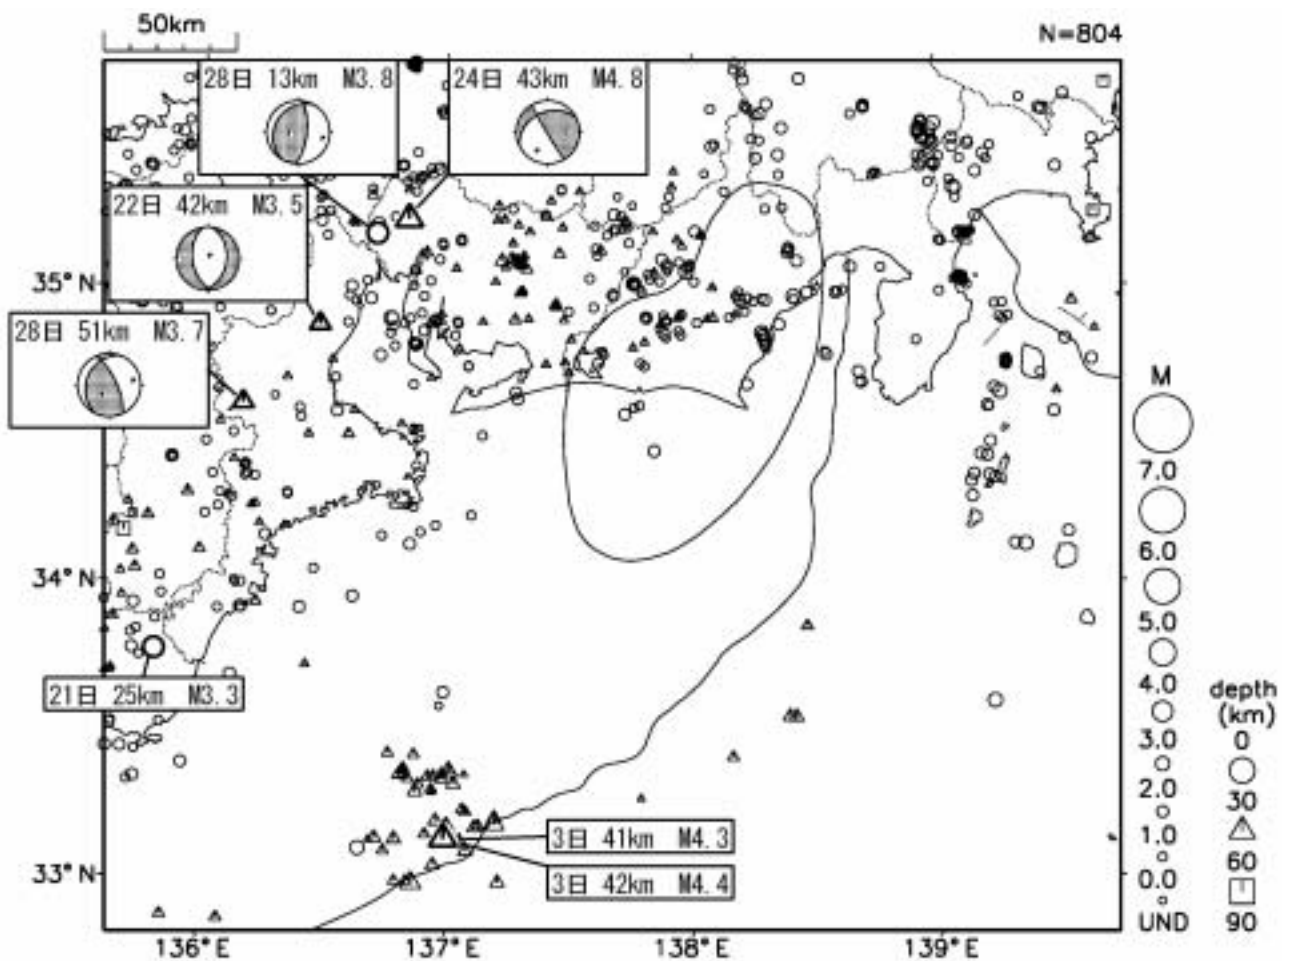 50km
N=804
28日 13km M3.8
24日 43km M4.8
22日 42km M3.5
35°N
28日 51km M3.7
M
7.0
6.0
34°N
5.0
21日 25km M3.3
4.0
depth
(km)
3.0
0
2.0
30
3日 41km M4.3
1.0
60
33°N
3日 42km M4.4
0.0
UND
90
136°E
137°E
138°E
139°E